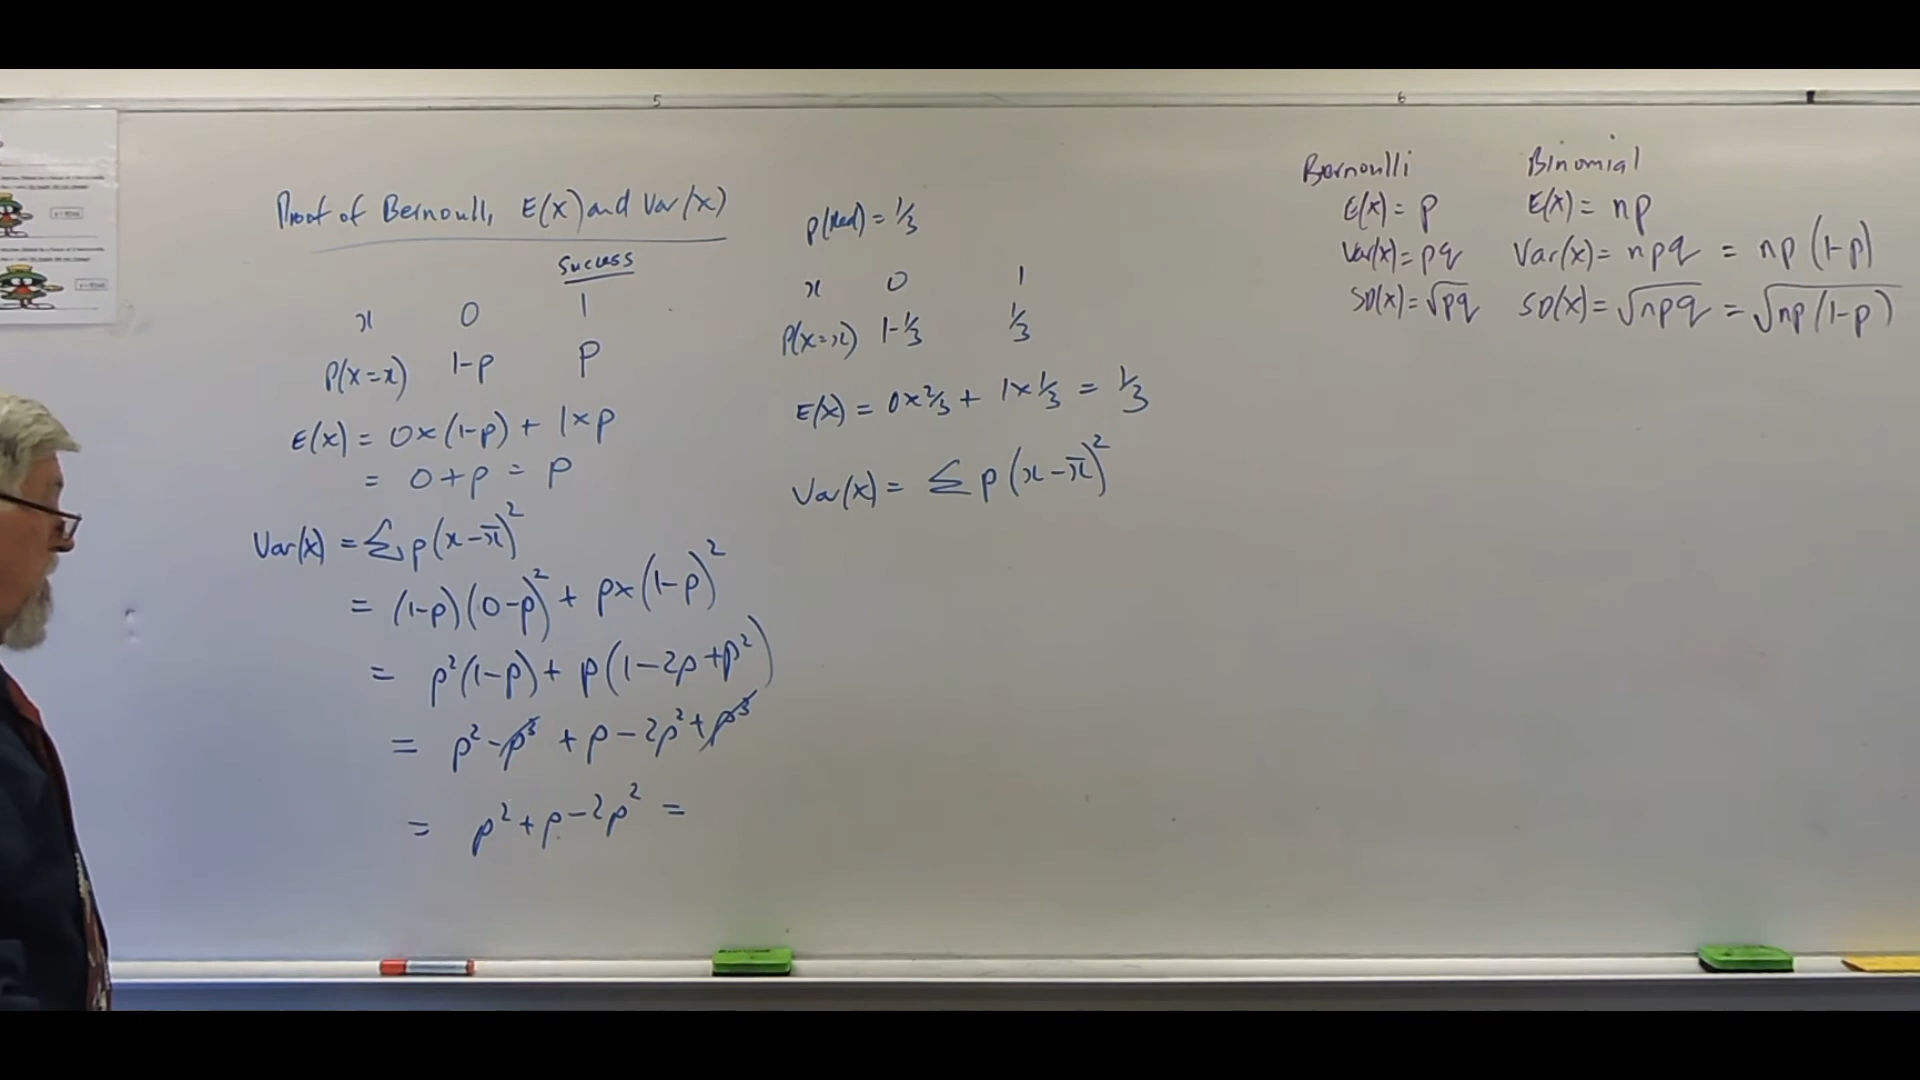 5
6
Proof of Bernoulli E(X) and Var(X)
Success
x 0 1
P(X=x) 1-p p
E(X) = 0×(1-p) + 1×p
= 0+p = p
Var(X) = Σp(x-x̄)²
= (1-p)(0-p)² + p×(1-p)²
= p²(1-p) + p(1-2p+p²)
= p² - p³ + p - 2p² + p³
= p² + p - 2p² =
P(Red) = 1/3
x 0 1
P(X=x) 1-1/3 1/3
E(X) = 0×2/3 + 1×1/3 = 1/3
Var(X) = Σ p(x-x̄)²
Bernoulli
E(X) = p
Var(X) = pq
SD(X) = √pq
Binomial
E(X) = np
Var(X) = npq = np(1-p)
SD(X) = √npq = √np(1-p)